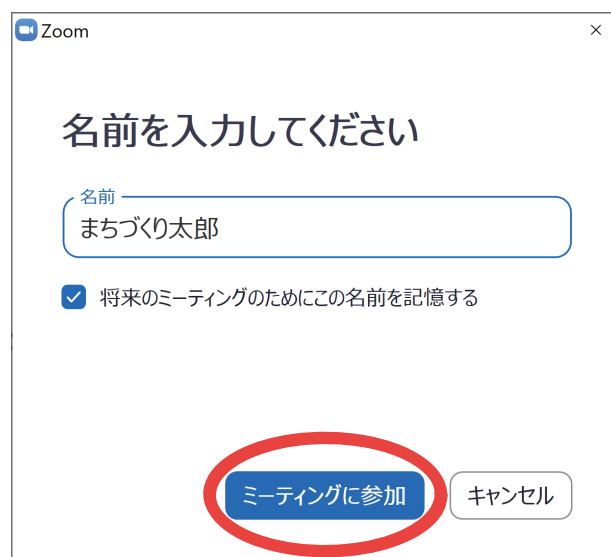 Zoom
名前を入力してください
名前
まちづくり太郎
将来のミーティングのためにこの名前を記憶する
ミーティングに参加
キャンセル